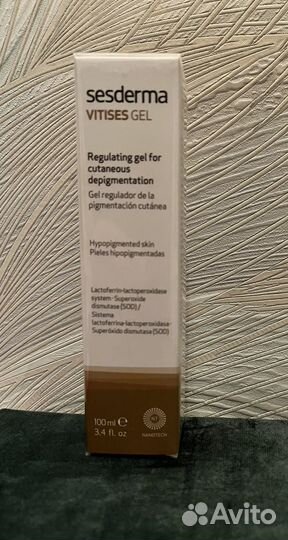 sesderma
VITISES GEL
Regulating gel for
cutaneous
depigmentation
Gel regulador de la
pigmentación cutánea
Hypopigmented skin
Pieles hipopigmentadas
Lactoferrin-lactoperoxidase
system · Superoxide
dismutase (SOD) /
Sistema
lactoferrina-lactoperoxidasa ·
Superóxido dismutasa (SOD)
100 ml e
3.4 fl. oz
NT
NANOTECH
Avito